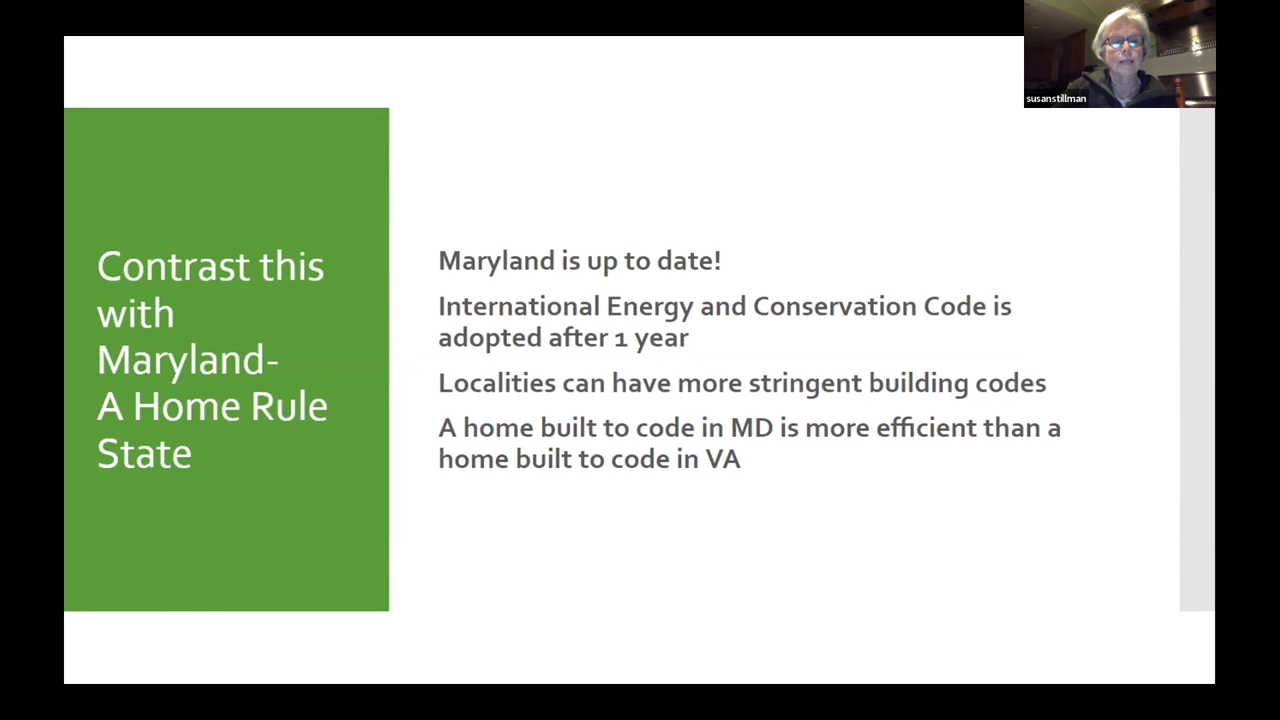 susanstillman
Contrast this
with
Maryland-
A Home Rule
State
Maryland is up to date!
International Energy and Conservation Code is
adopted after 1 year
Localities can have more stringent building codes
A home built to code in MD is more efficient than a
home built to code in VA